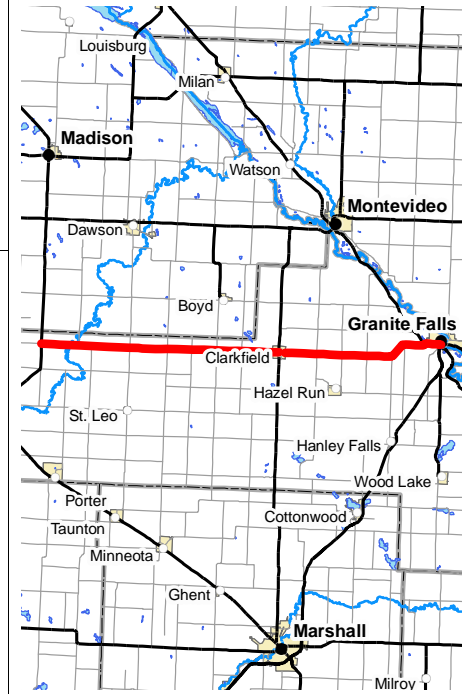 Louisburg
Milan
Madison
Watson
Montevideo
Dawson
Boyd
Granite Falls
Clarkfield
Hazel Run
St. Leo
Hanley Falls
Wood Lake
Porter
Cottonwood
Taunton
Minneota
Ghent
Marshall
Milroy